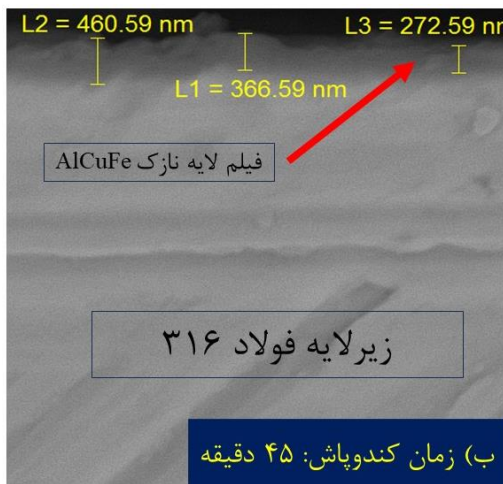 L2 = 460.59 nm
L3 = 272.59 nm
L1 = 366.59 nm
فیلم لایه نازک AlCuFe
زیرلایه فولاد ۳۱۶
ب) زمان کندوپاش: ۴۵ دقیقه